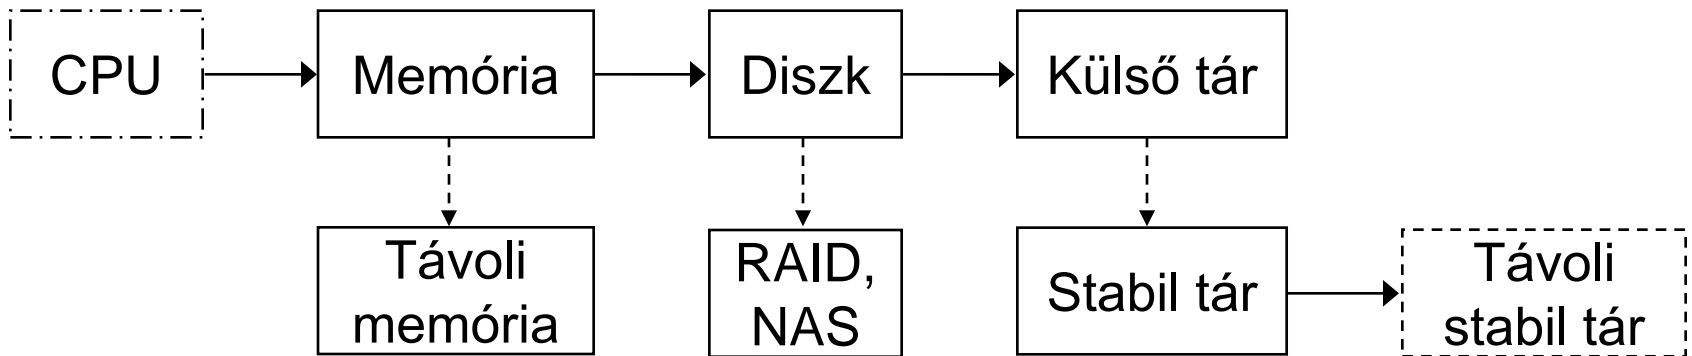 CPU
Memória
Diszk
Külső tár
Távoli
memória
RAID,
NAS
Stabil tár
Távoli
stabil tár